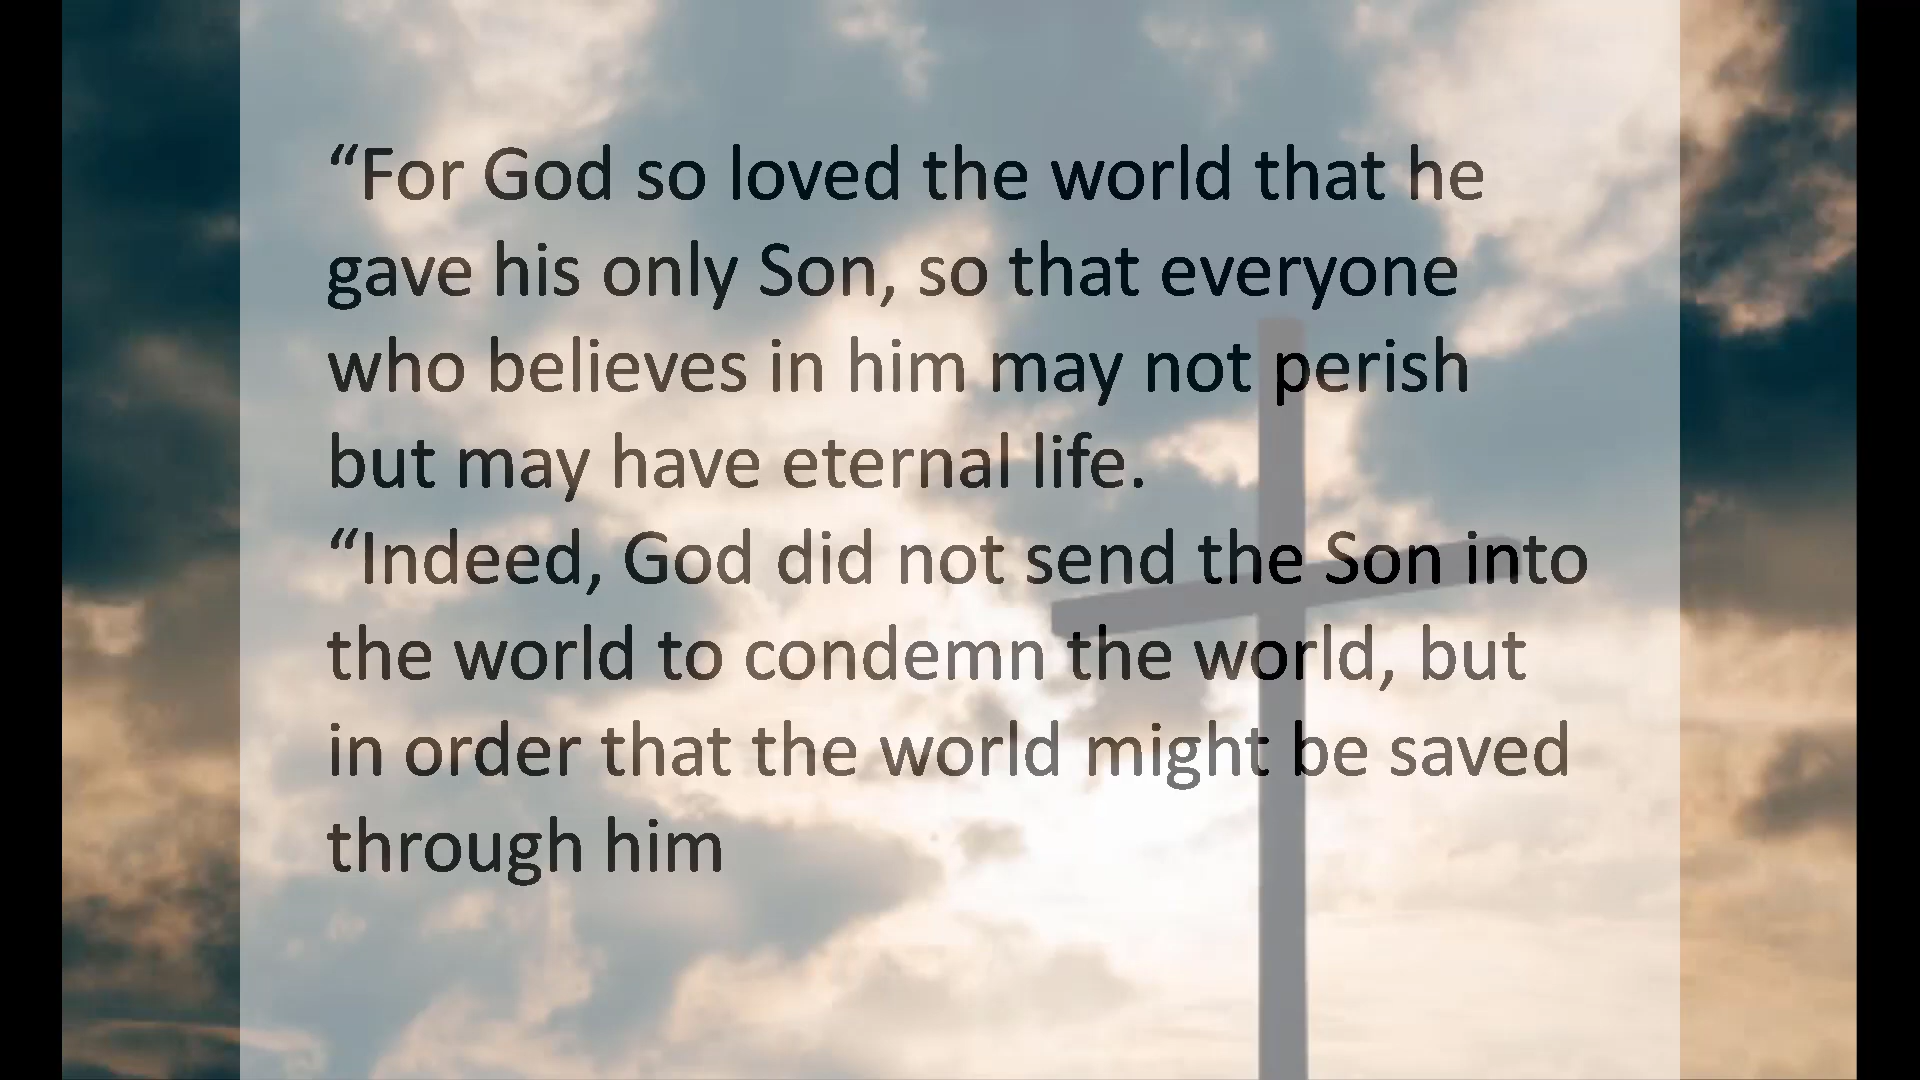 “For God so loved the world that he
gave his only Son, so that everyone
who believes in him may not perish
but may have eternal life.
“Indeed, God did not send the Son into
the world to condemn the world, but
in order that the world might be saved
through him